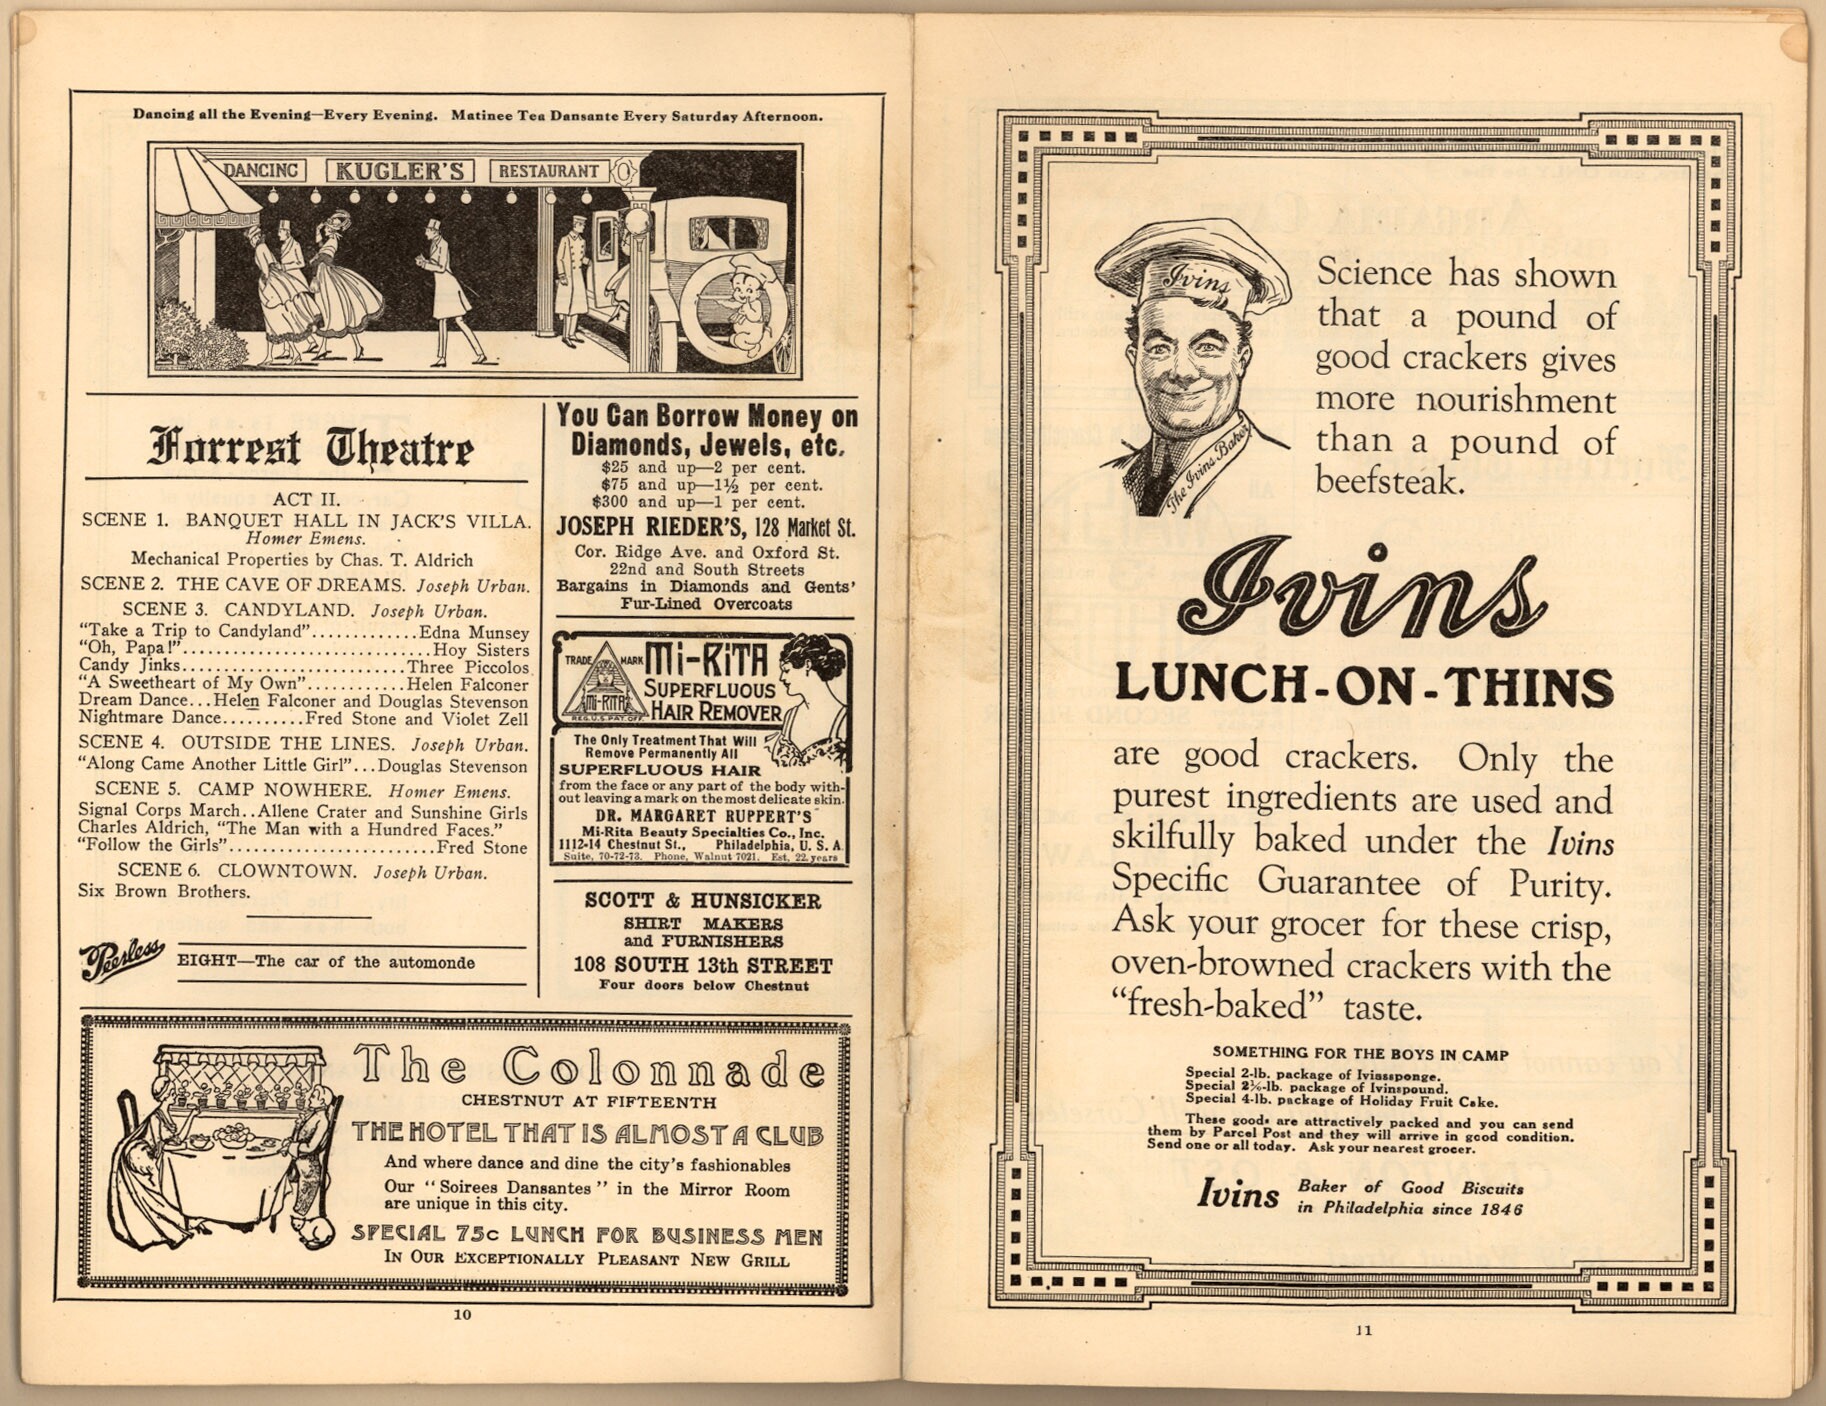 Dancing all the Evening—Every Evening. Matinee Tea Dansante Every Saturday Afternoon.
DANCING KUGLER'S RESTAURANT
Forrest Theatre
ACT II.
SCENE 1. BANQUET HALL IN JACK'S VILLA.
Homer Emens.
Mechanical Properties by Chas. T. Aldrich
SCENE 2. THE CAVE OF DREAMS. Joseph Urban.
SCENE 3. CANDYLAND. Joseph Urban.
"Take a Trip to Candyland".............Edna Munsey
"Oh, Papa!"..............................Hoy Sisters
Candy Jinks...........................Three Piccolos
"A Sweetheart of My Own"............Helen Falconer
Dream Dance...Helen Falconer and Douglas Stevenson
Nightmare Dance..........Fred Stone and Violet Zell
SCENE 4. OUTSIDE THE LINES. Joseph Urban.
"Along Came Another Little Girl"...Douglas Stevenson
SCENE 5. CAMP NOWHERE. Homer Emens.
Signal Corps March..Allene Crater and Sunshine Girls
Charles Aldrich, "The Man with a Hundred Faces."
"Follow the Girls".........................Fred Stone
SCENE 6. CLOWNTOWN. Joseph Urban.
Six Brown Brothers.
Peerless EIGHT—The car of the automonde
You Can Borrow Money on
Diamonds, Jewels, etc.
$25 and up—2 per cent.
$75 and up—1½ per cent.
$300 and up—1 per cent.
JOSEPH RIEDER'S, 128 Market St.
Cor. Ridge Ave. and Oxford St.
22nd and South Streets
Bargains in Diamonds and Gents'
Fur-Lined Overcoats
TRADE MARK Mi-RiTA
MI-RITA
REG. U.S. PAT. OFF.
SUPERFLUOUS
HAIR REMOVER
The Only Treatment That Will
Remove Permanently All
SUPERFLUOUS HAIR
from the face or any part of the body with-
out leaving a mark on the most delicate skin.
DR. MARGARET RUPPERT'S
Mi-Rita Beauty Specialties Co., Inc.
1112-14 Chestnut St., Philadelphia, U. S. A.
Suite, 70-72-73. Phone, Walnut 7021. Est. 22 years
SCOTT & HUNSICKER
SHIRT MAKERS
and FURNISHERS
108 SOUTH 13th STREET
Four doors below Chestnut
The Colonnade
CHESTNUT AT FIFTEENTH
THE HOTEL THAT IS ALMOST A CLUB
And where dance and dine the city's fashionables
Our "Soirees Dansantes" in the Mirror Room
are unique in this city.
SPECIAL 75c LUNCH FOR BUSINESS MEN
IN OUR EXCEPTIONALLY PLEASANT NEW GRILL
10
Ivins
The Ivins Baker
Science has shown
that a pound of
good crackers gives
more nourishment
than a pound of
beefsteak.
Ivins
LUNCH-ON-THINS
are good crackers. Only the
purest ingredients are used and
skilfully baked under the Ivins
Specific Guarantee of Purity.
Ask your grocer for these crisp,
oven-browned crackers with the
"fresh-baked" taste.
SOMETHING FOR THE BOYS IN CAMP
Special 2-lb. package of Iviassponge.
Special 2½-lb. package of Ivinspound.
Special 4-lb. package of Holiday Fruit Cake.
These goods are attractively packed and you can send
them by Parcel Post and they will arrive in good condition.
Send one or all today. Ask your nearest grocer.
Ivins Baker of Good Biscuits
in Philadelphia since 1846
11